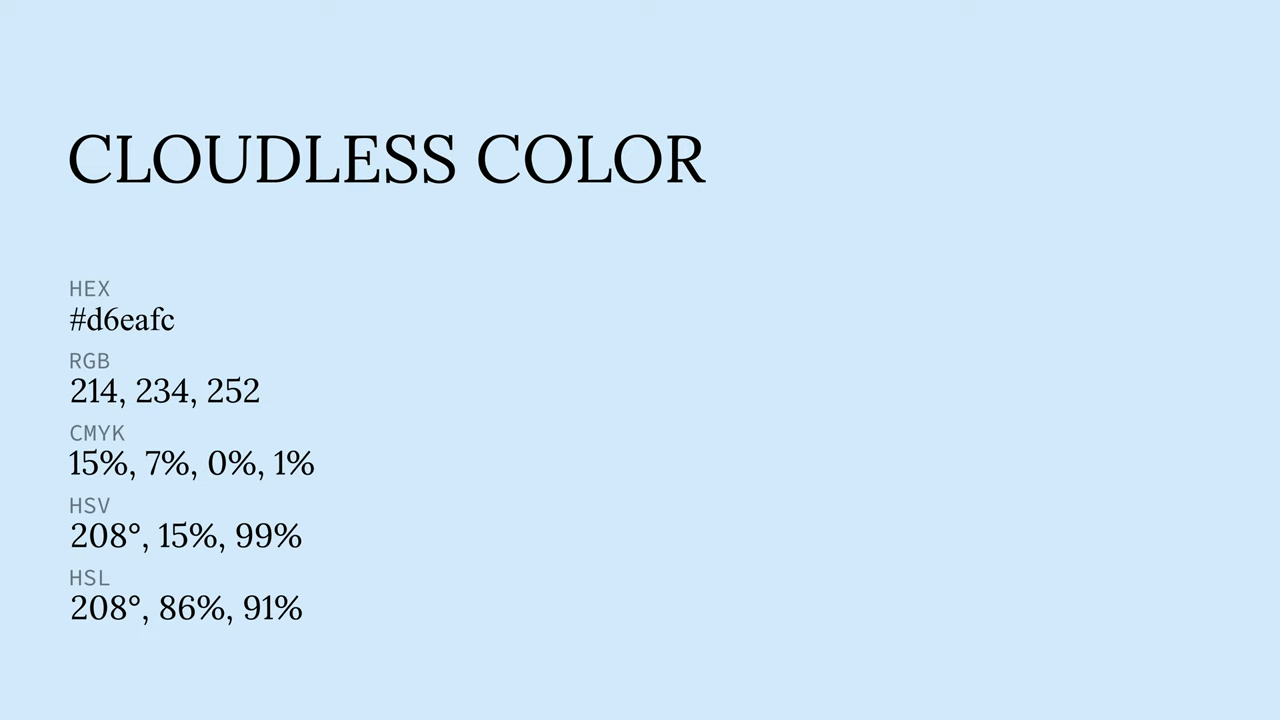 CLOUDLESS COLOR
HEX
#d6eafc
RGB
214, 234, 252
CMYK
15%, 7%, 0%, 1%
HSV
208°, 15%, 99%
HSL
208°, 86%, 91%